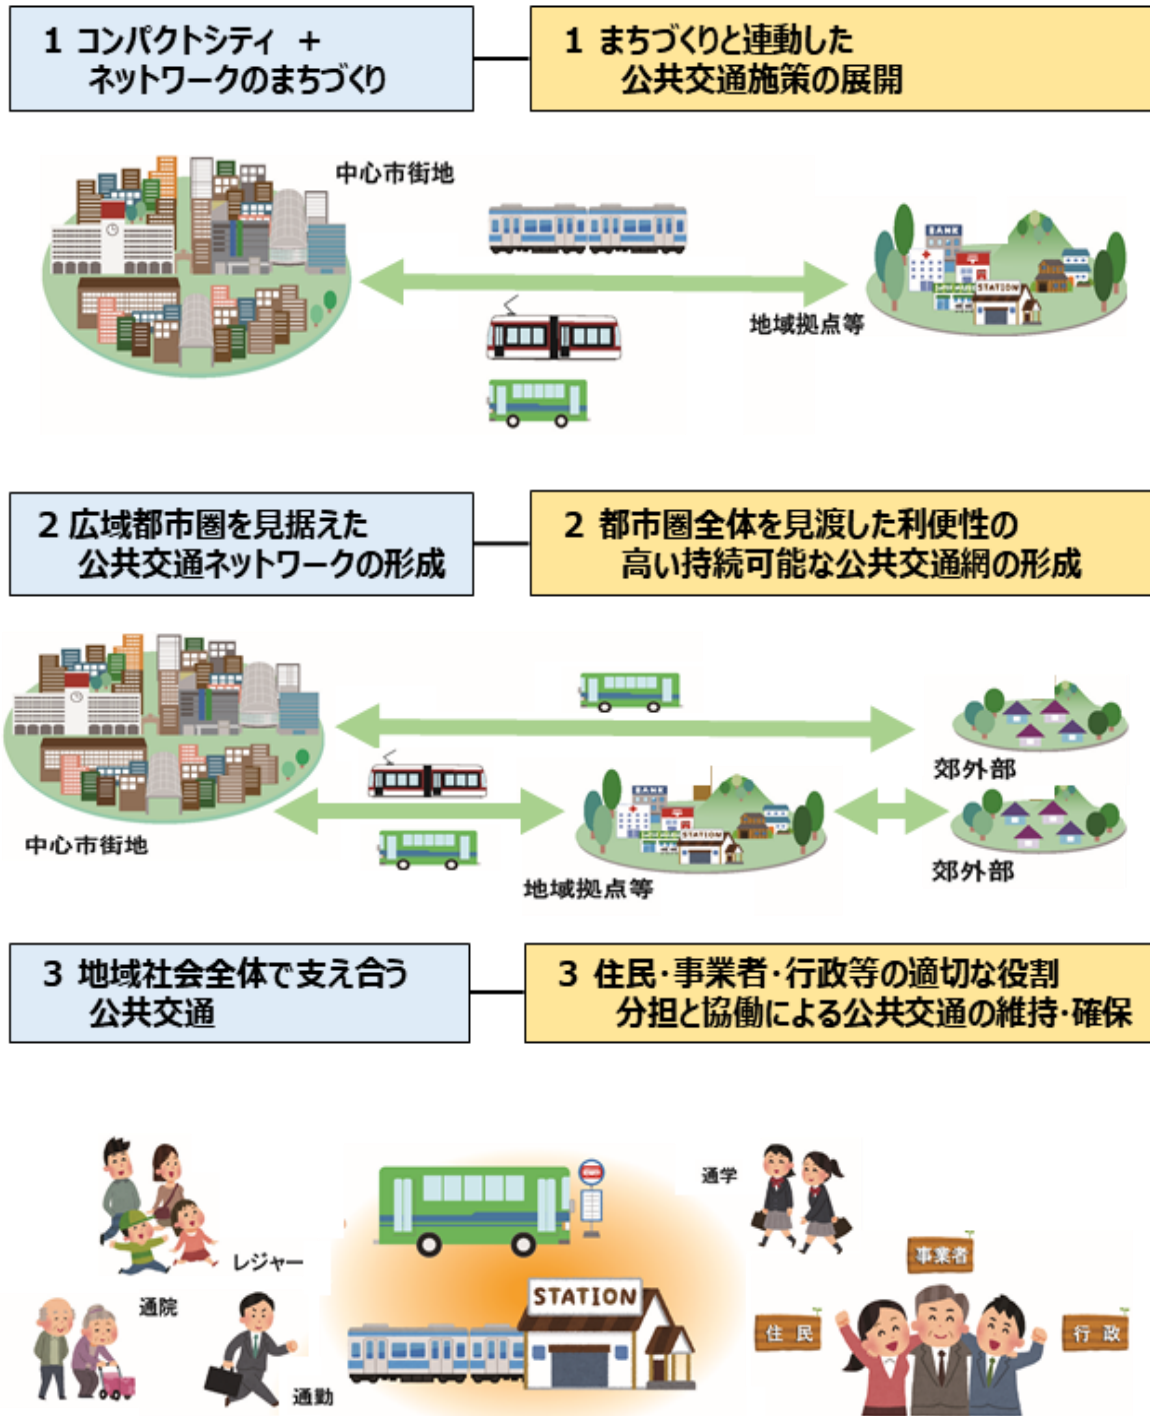 1 コンパクトシティ +
ネットワークのまちづくり
1 まちづくりと連動した
公共交通施策の展開
中心市街地
BANK
STATION
地域拠点等
2 広域都市圏を見据えた
公共交通ネットワークの形成
2 都市圏全体を見渡した利便性の
高い持続可能な公共交通網の形成
郊外部
BANK
STATION
中心市街地
郊外部
地域拠点等
3 地域社会全体で支え合う
公共交通
3 住民・事業者・行政等の適切な役割
分担と協働による公共交通の維持・確保
通学
レジャー
事業者
通院
STATION
住民
行政
通勤